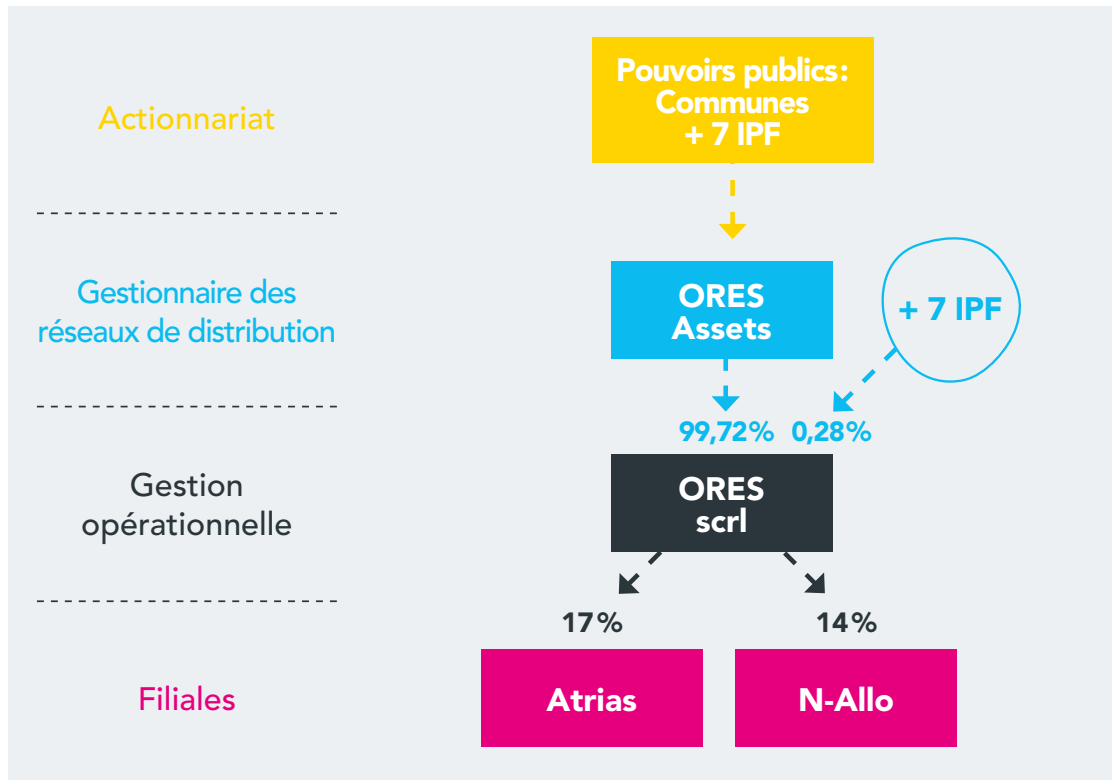 Actionnariat
Pouvoirs publics:
Communes
+ 7 IPF
Gestionnaire des
réseaux de distribution
ORES
Assets
+ 7 IPF
99,72% 0,28%
Gestion
opérationnelle
ORES
scrl
17% 14%
Filiales
Atrias
N-Allo